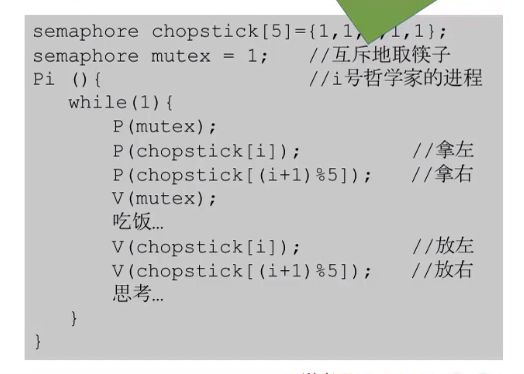 semaphore chopstick[5]={1,1, ,1,1};
semaphore mutex = 1; //互斥地取筷子
Pi (){ //i号哲学家的进程
while(1){
P(mutex);
P(chopstick[i]); //拿左
P(chopstick[(i+1)%5]); //拿右
V(mutex);
吃饭…
V(chopstick[i]); //放左
V(chopstick[(i+1)%5]); //放右
思考…
}
}